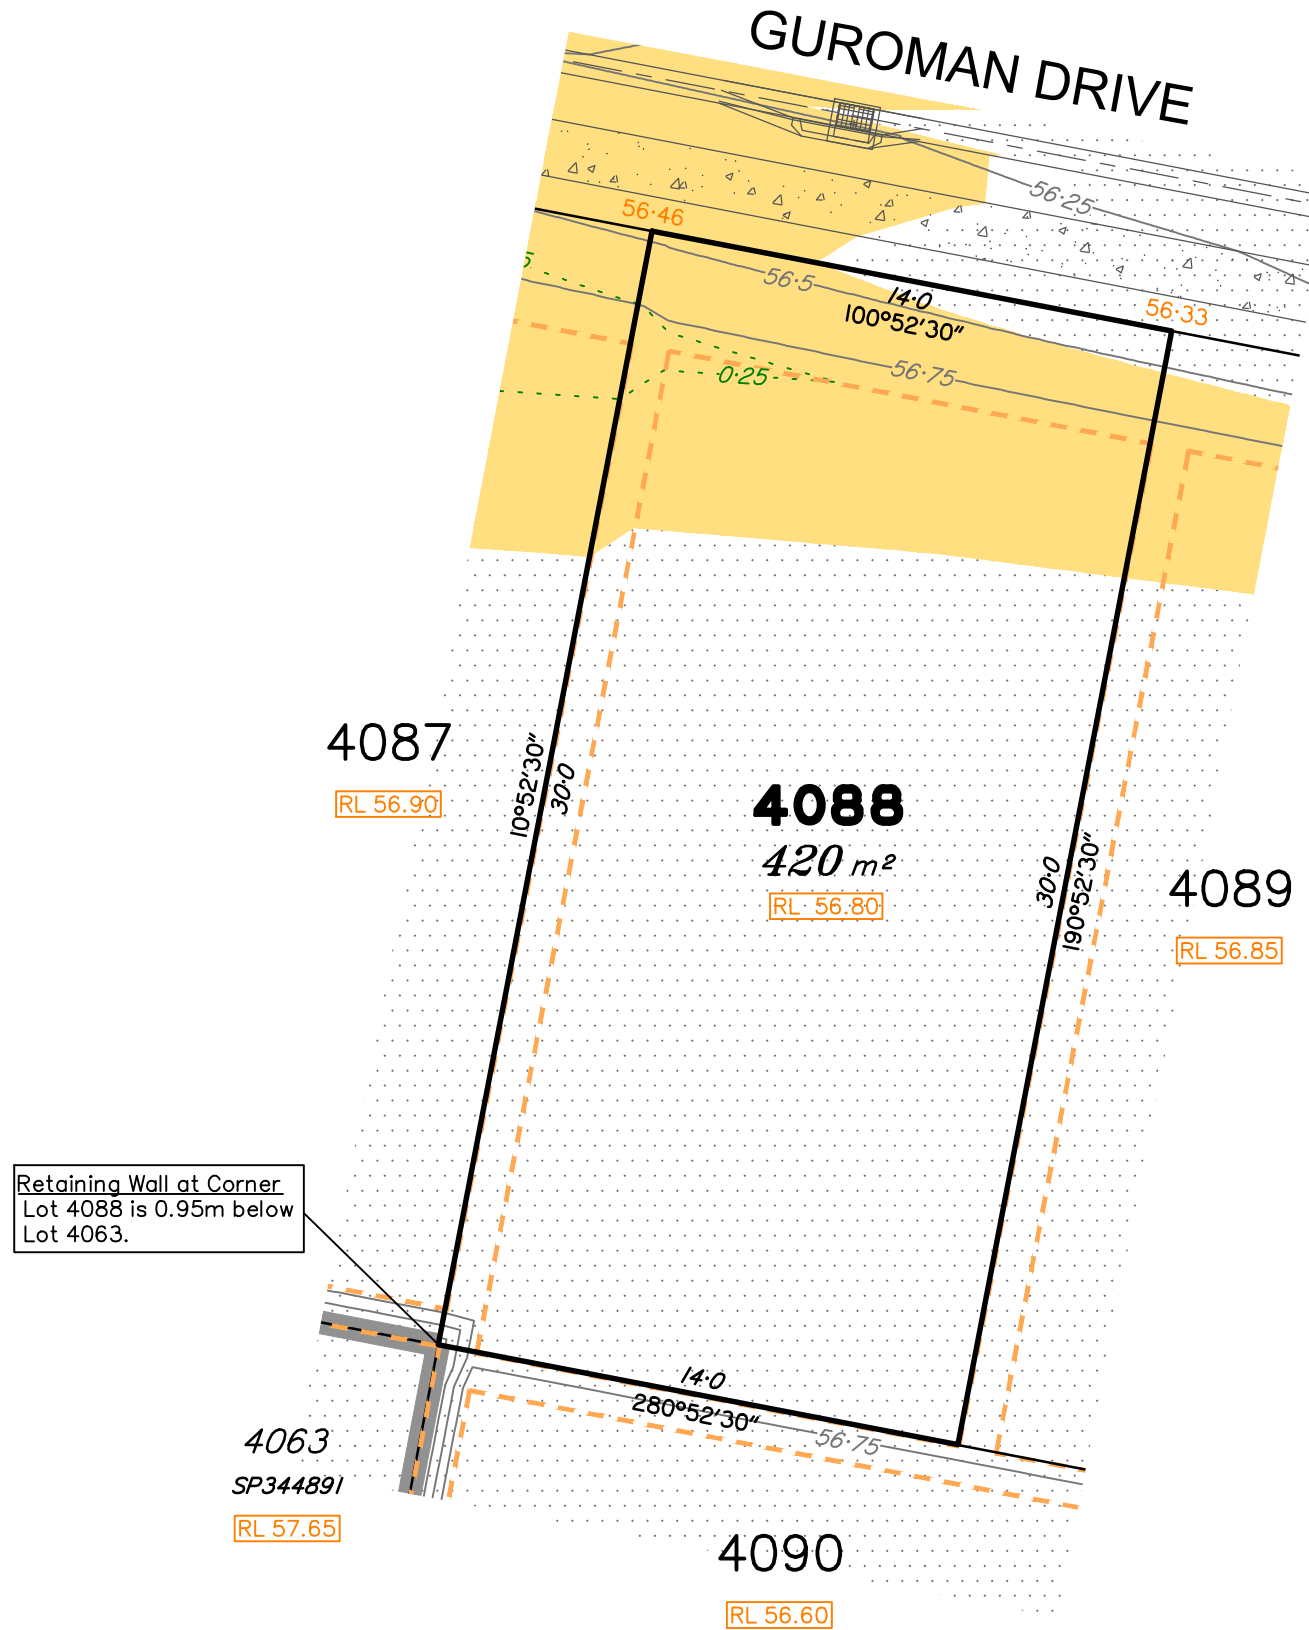 GUROMAN DRIVE
56·25
56·46
5
56·5
14·0
100°52'30"
56·33
56·75
0·25
4087
RL 56.90
10°52'30"
30·0
4088
420 m²
RL 56.80
30·0
190°52'30"
4089
RL 56.85
Retaining Wall at Corner
Lot 4088 is 0.95m below
Lot 4063.
14·0
280°52'30"
56·75
4063
SP344891
RL 57.65
4090
RL 56.60